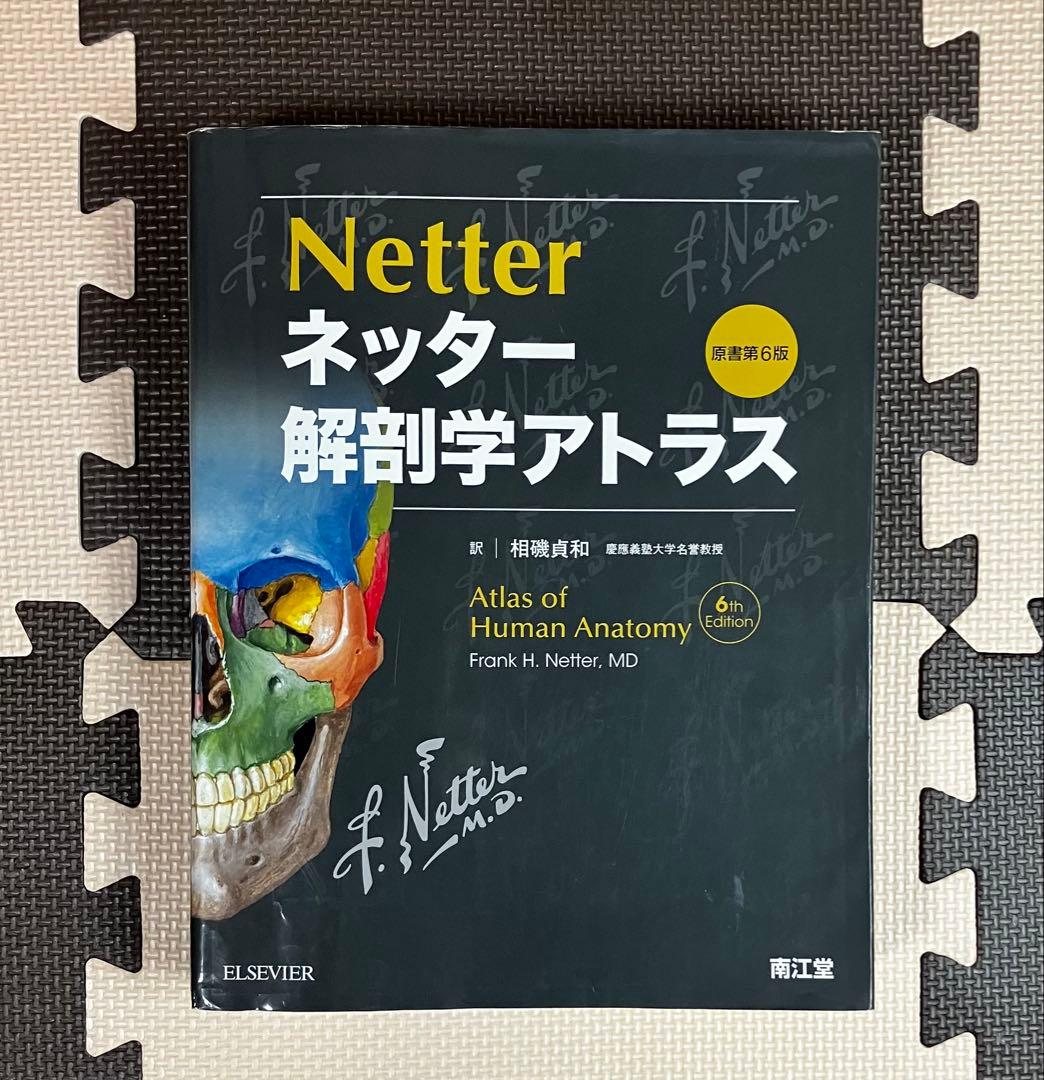 Netter
ネッター
原書第6版
解剖学アトラス
訳 | 相磯貞和 慶應義塾大学名誉教授
Atlas of
Human Anatomy
6th
Edition
Frank H. Netter, MD
F. Netter
M.D.
ELSEVIER
南江堂